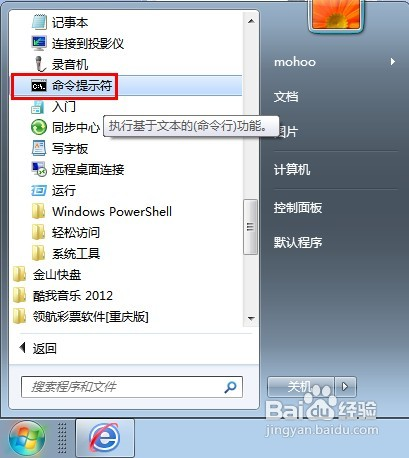 记事本
连接到投影仪
录音机
C:\.
命令提示符
入门
同步中心
执行基于文本的(命令行)功能。
写字板
远程桌面连接
运行
Windows PowerShell
轻松访问
系统工具
金山快盘
酷我音乐 2012
领航彩票软件[重庆版]
返回
搜索程序和文件
mohoo
文档
图片
计算机
控制面板
默认程序
关机
Baidu经验
jingyan.baidu.com